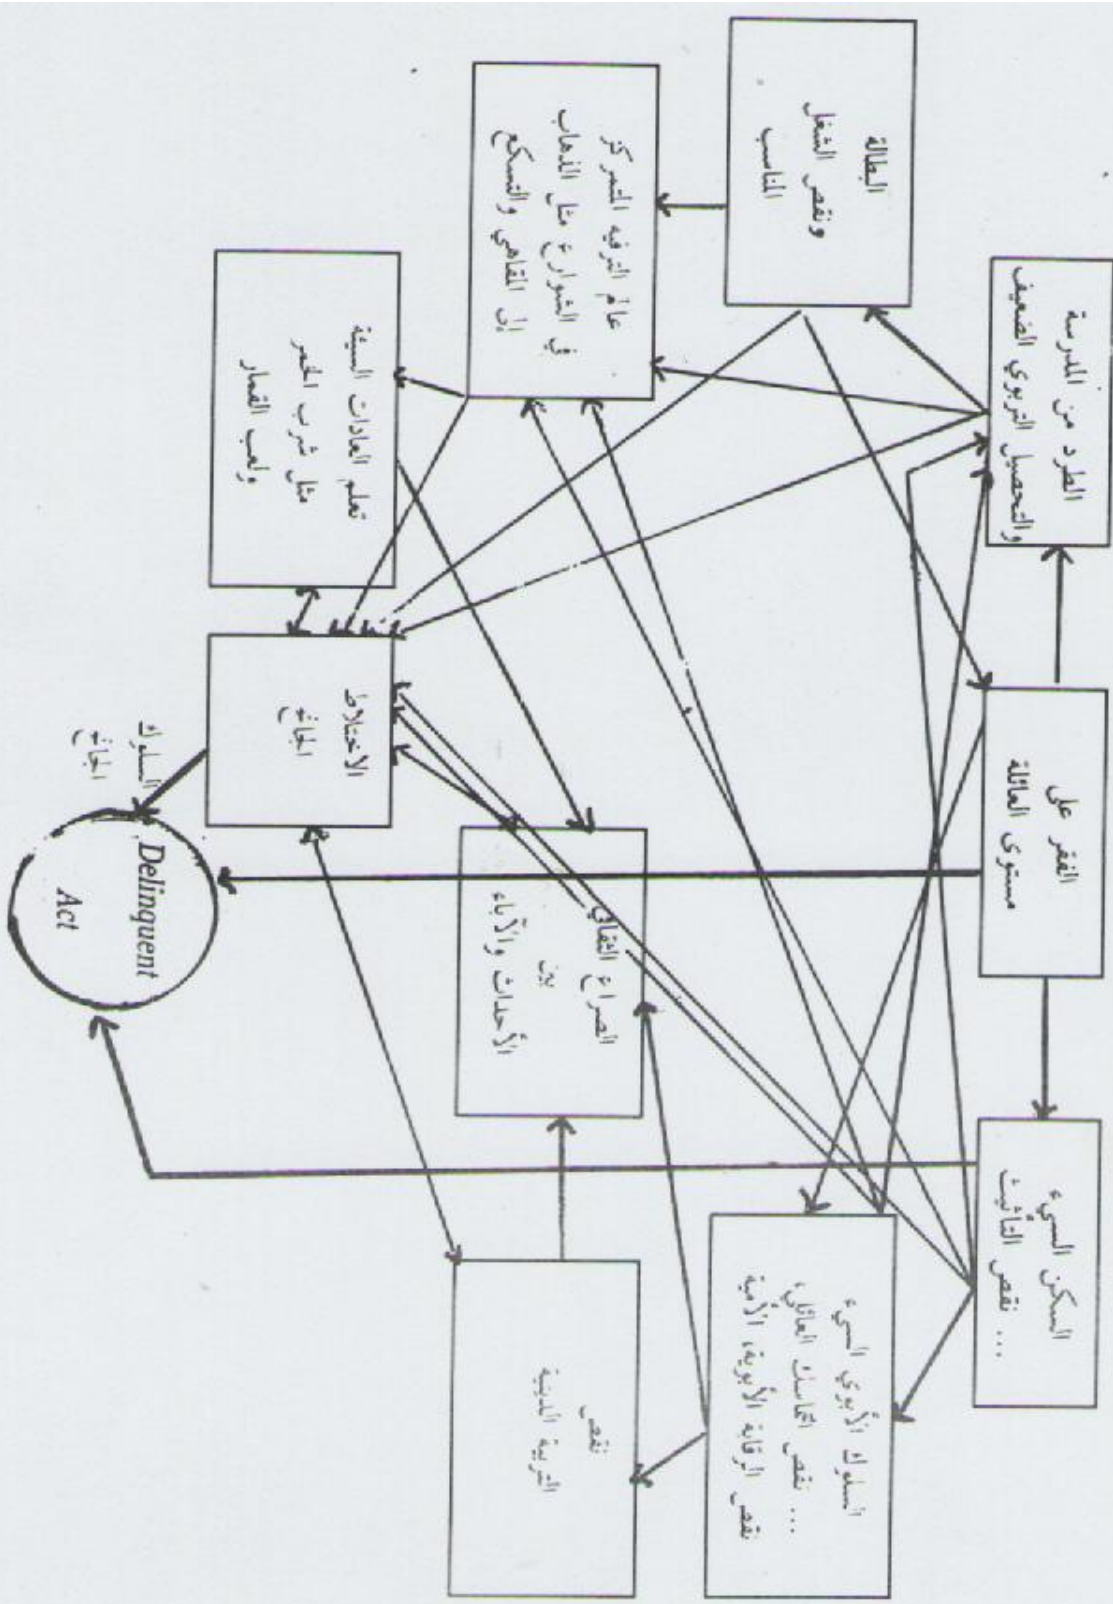 الفقر على
مستوى العائلة
الطرد من المدرسة
والتحصيل التربوي الضعيف
السكن السيء
... نقص التأثيث
البطالة
ونقص الشغل
المناسب
السلوك الأبوي السيء
... نقص التماسك العائلي،
نقص الرقابة الأبوية، الأمية
عالم الترفيه المتمركز
في الشوارع مثل الذهاب
إلى المقاهي والتسكع
الصراع الثقافي
بين
الأحداث والآباء
نقص
التربية الدينية
تعلم العادات السيئة
مثل شرب الخمر
ولعب القمار
الاختلاط
الجانح
السلوك
الجانح
Delinquent
Act